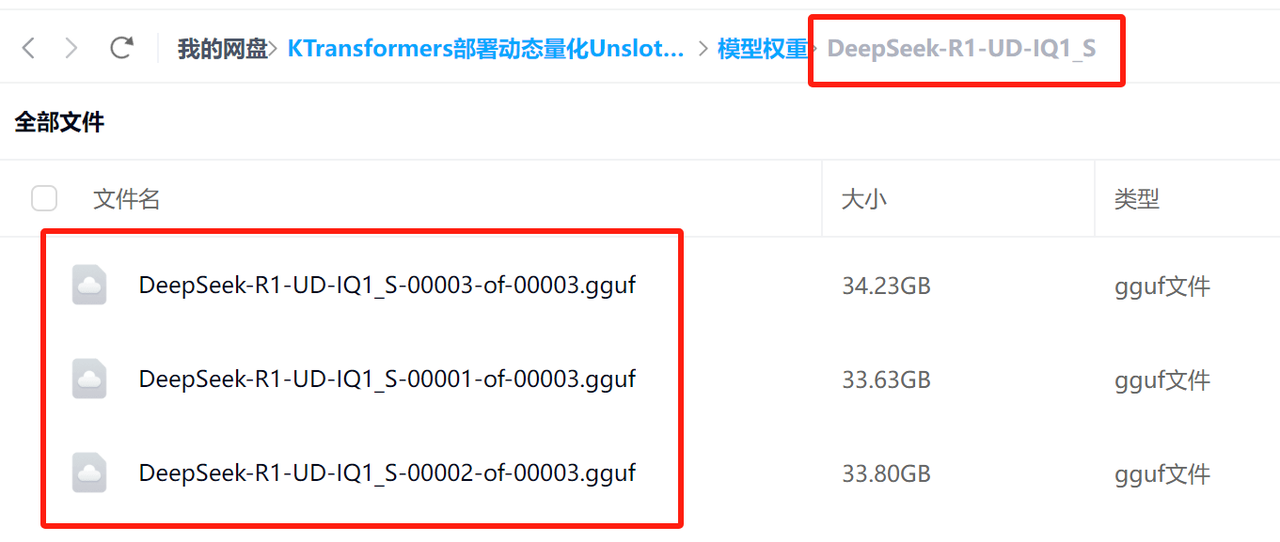 我的网盘> KTransformers部署动态量化Unslot... > 模型权重> DeepSeek-R1-UD-IQ1_S
全部文件
文件名 大小 类型
DeepSeek-R1-UD-IQ1_S-00003-of-00003.gguf 34.23GB gguf文件
DeepSeek-R1-UD-IQ1_S-00001-of-00003.gguf 33.63GB gguf文件
DeepSeek-R1-UD-IQ1_S-00002-of-00003.gguf 33.80GB gguf文件